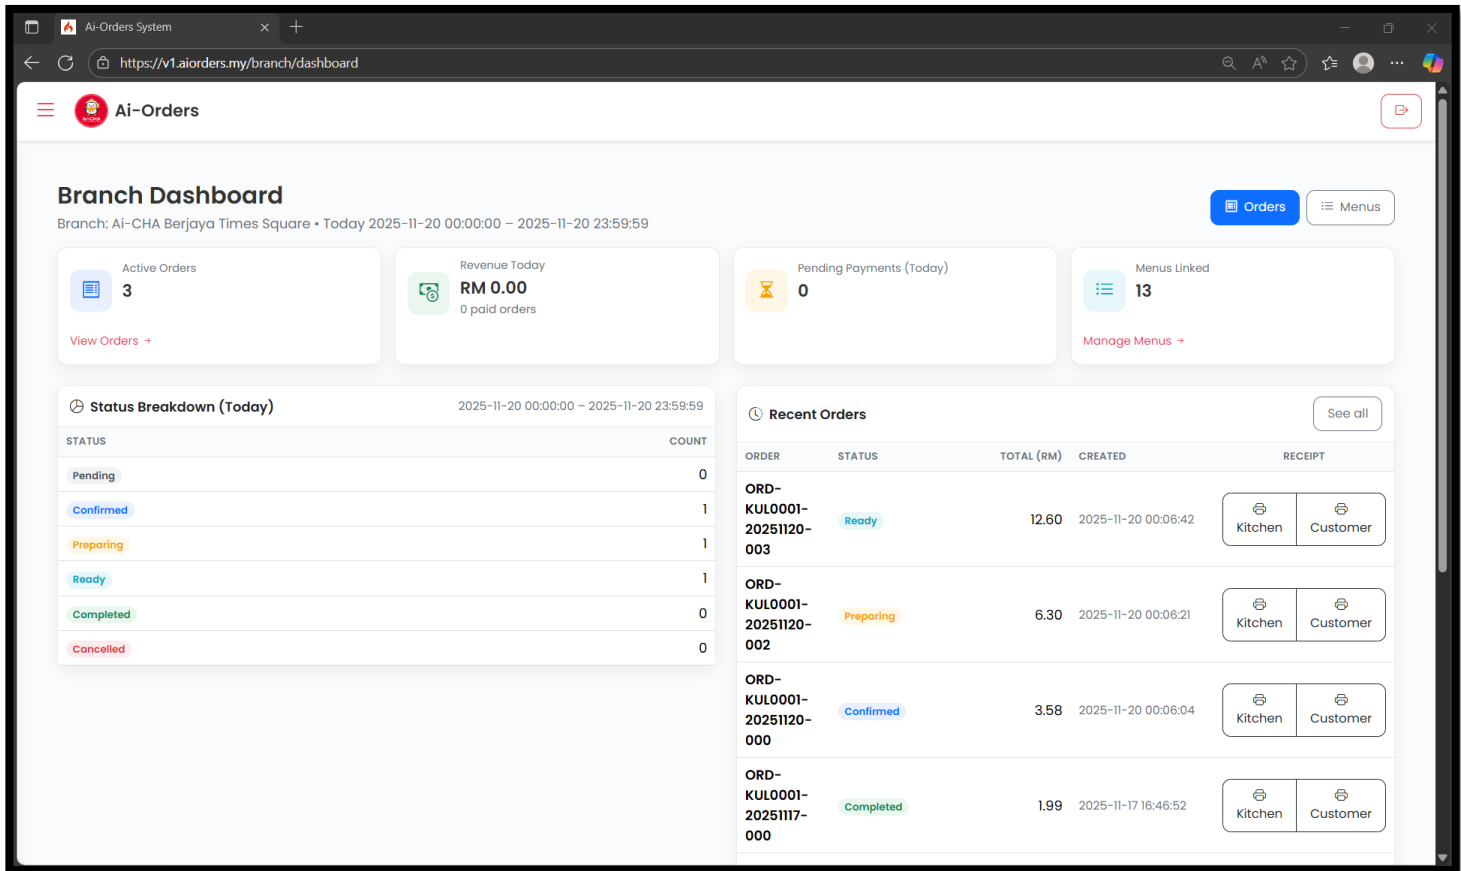 Ai-Orders System
https://v1.aiorders.my/branch/dashboard
Ai-CHA
Ai-Orders
Branch Dashboard
Branch: Ai-CHA Berjaya Times Square • Today 2025-11-20 00:00:00 – 2025-11-20 23:59:59
Orders
Menus
Active Orders
3
View Orders →
Revenue Today
RM 0.00
0 paid orders
Pending Payments (Today)
0
Menus Linked
13
Manage Menus →
Status Breakdown (Today)
2025-11-20 00:00:00 – 2025-11-20 23:59:59
STATUS COUNT
Pending 0
Confirmed 1
Preparing 1
Ready 1
Completed 0
Cancelled 0
Recent Orders
See all
ORDER STATUS TOTAL (RM) CREATED RECEIPT
ORD-
KUL0001-
20251120-
003
Ready 12.60 2025-11-20 00:06:42
Kitchen Customer
ORD-
KUL0001-
20251120-
002
Preparing 6.30 2025-11-20 00:06:21
Kitchen Customer
ORD-
KUL0001-
20251120-
000
Confirmed 3.58 2025-11-20 00:06:04
Kitchen Customer
ORD-
KUL0001-
20251117-
000
Completed 1.99 2025-11-17 16:46:52
Kitchen Customer